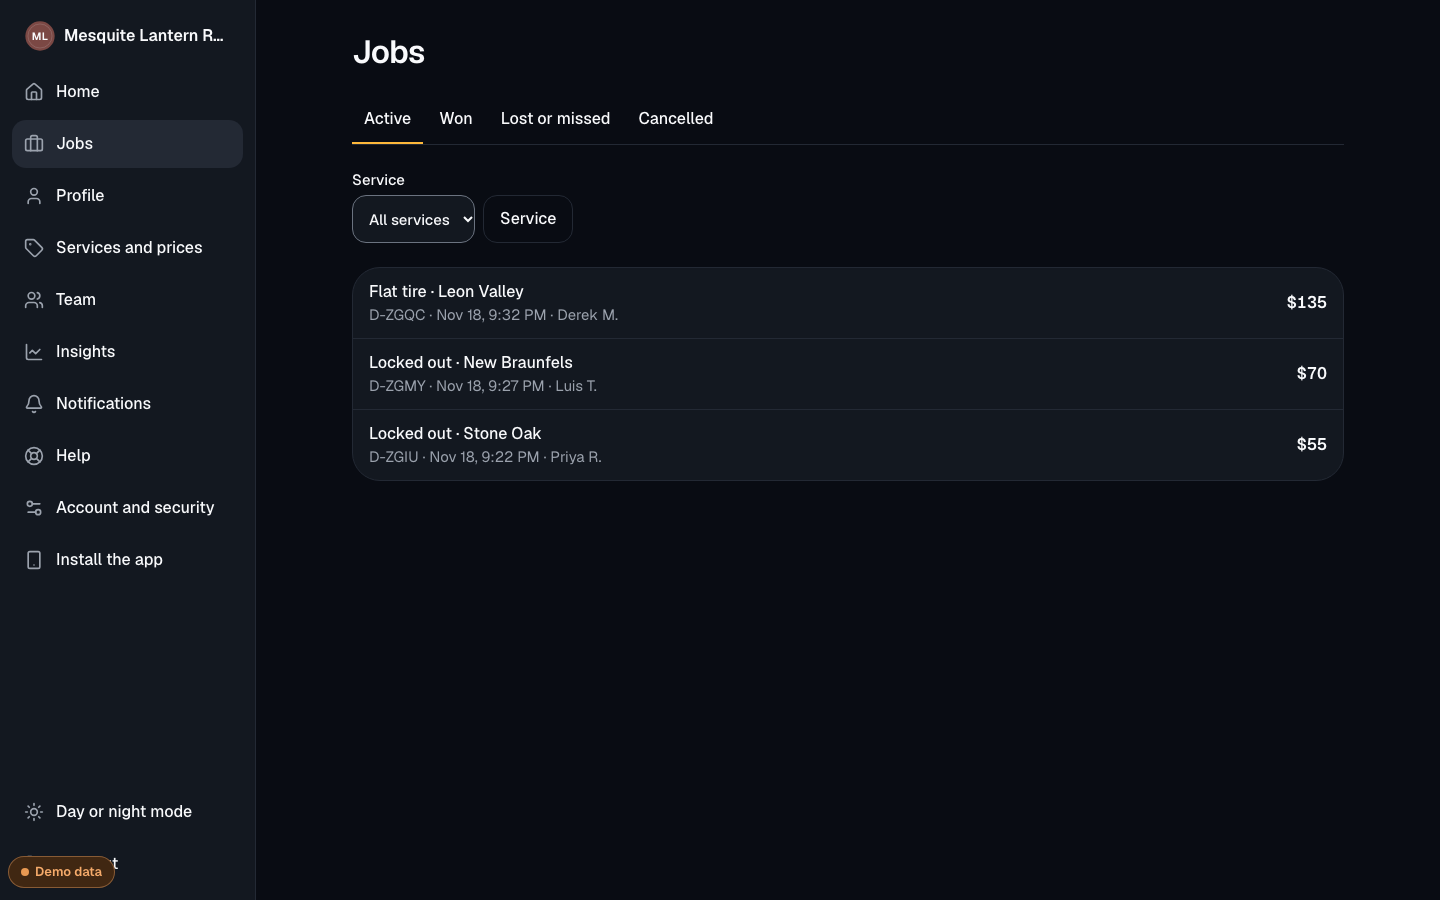 ML Mesquite Lantern R...
Home
Jobs
Profile
Services and prices
Team
Insights
Notifications
Help
Account and security
Install the app
Day or night mode
Demo data
Jobs
Active Won Lost or missed Cancelled
Service
All services Service
Flat tire · Leon Valley
D-ZGQC · Nov 18, 9:32 PM · Derek M.
$135
Locked out · New Braunfels
D-ZGMY · Nov 18, 9:27 PM · Luis T.
$70
Locked out · Stone Oak
D-ZGIU · Nov 18, 9:22 PM · Priya R.
$55